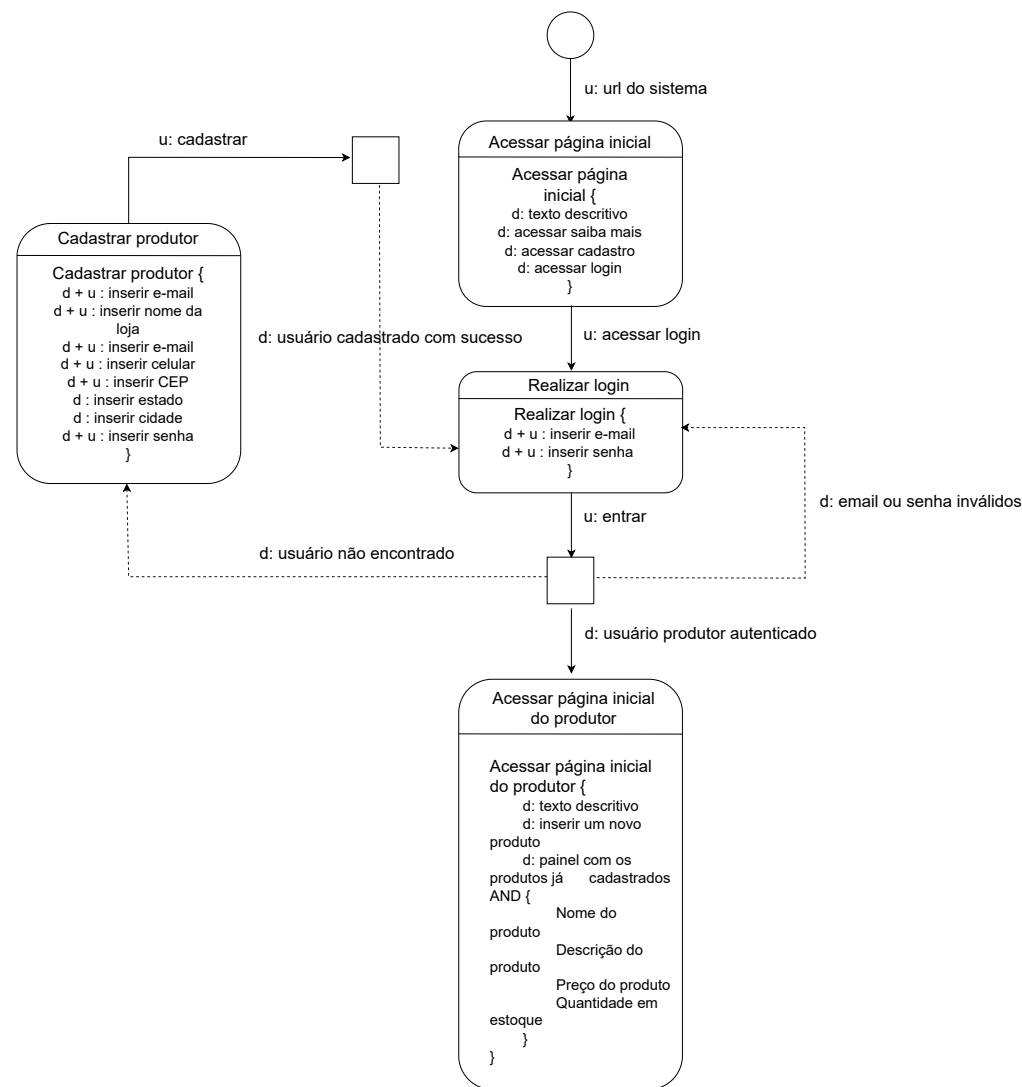 u: url do sistema
u: cadastrar
Acessar página inicial
Acessar página
inicial {
d: texto descritivo
d: acessar saiba mais
d: acessar cadastro
d: acessar login
}
Cadastrar produtor
Cadastrar produtor {
d + u : inserir e-mail
d + u : inserir nome da
loja
d + u : inserir e-mail
d + u : inserir celular
d + u : inserir CEP
d : inserir estado
d : inserir cidade
d + u : inserir senha
}
d: usuário cadastrado com sucesso
u: acessar login
Realizar login
Realizar login {
d + u : inserir e-mail
d + u : inserir senha
}
d: email ou senha inválidos
u: entrar
d: usuário não encontrado
d: usuário produtor autenticado
Acessar página inicial
do produtor
Acessar página inicial
do produtor {
d: texto descritivo
d: inserir um novo
produto
d: painel com os
produtos já cadastrados
AND {
Nome do
produto
Descrição do
produto
Preço do produto
Quantidade em
estoque
}
}